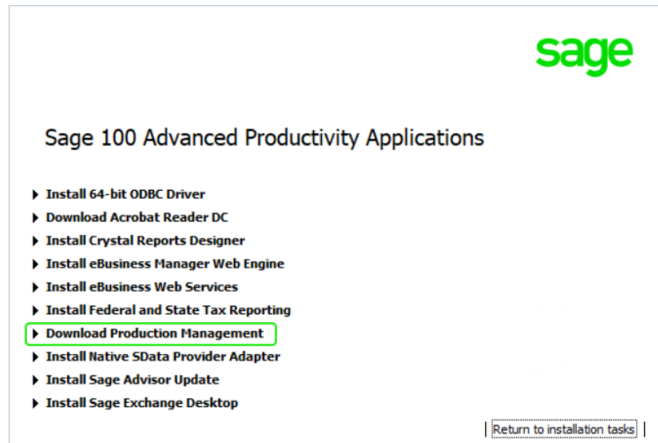 sage
Sage 100 Advanced Productivity Applications
Install 64-bit ODBC Driver
Download Acrobat Reader DC
Install Crystal Reports Designer
Install eBusiness Manager Web Engine
Install eBusiness Web Services
Install Federal and State Tax Reporting
Download Production Management
Install Native SData Provider Adapter
Install Sage Advisor Update
Install Sage Exchange Desktop
Return to installation tasks